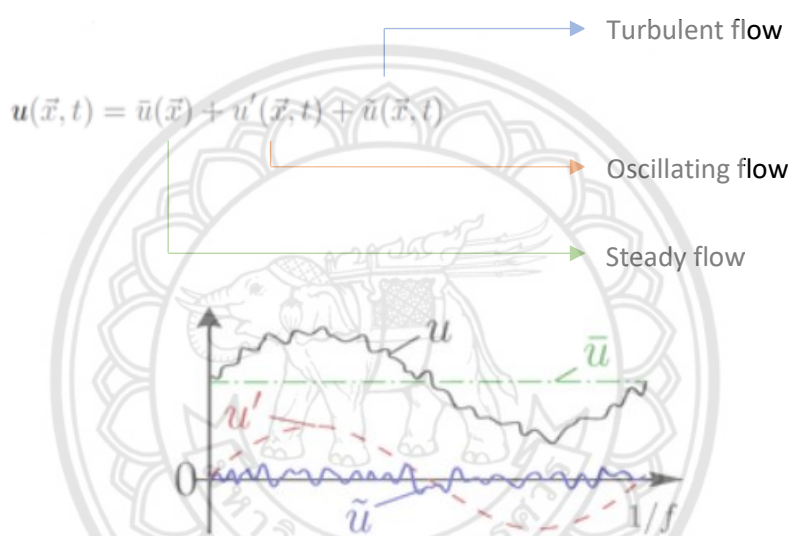 Turbulent flow
u(x⃗, t) = ū(x⃗) + u′(x⃗, t) + ũ(x⃗, t)
Oscillating flow
Steady flow
u
ū
u′
0
ũ
1/f